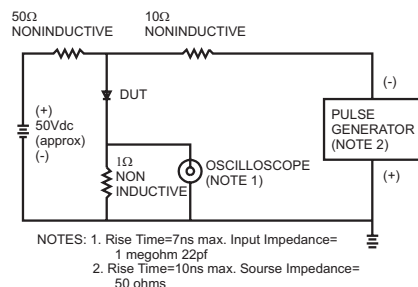 50Ω
NONINDUCTIVE
10Ω
NONINDUCTIVE
DUT
(+)
50Vdc
(approx)
(-)
1Ω
NON
INDUCTIVE
OSCILLOSCOPE
(NOTE 1)
(-)
PULSE
GENERATOR
(NOTE 2)
(+)
NOTES: 1. Rise Time=7ns max. Input Impedance=
1 megohm 22pf
2. Rise Time=10ns max. Sourse Impedance=
50 ohms